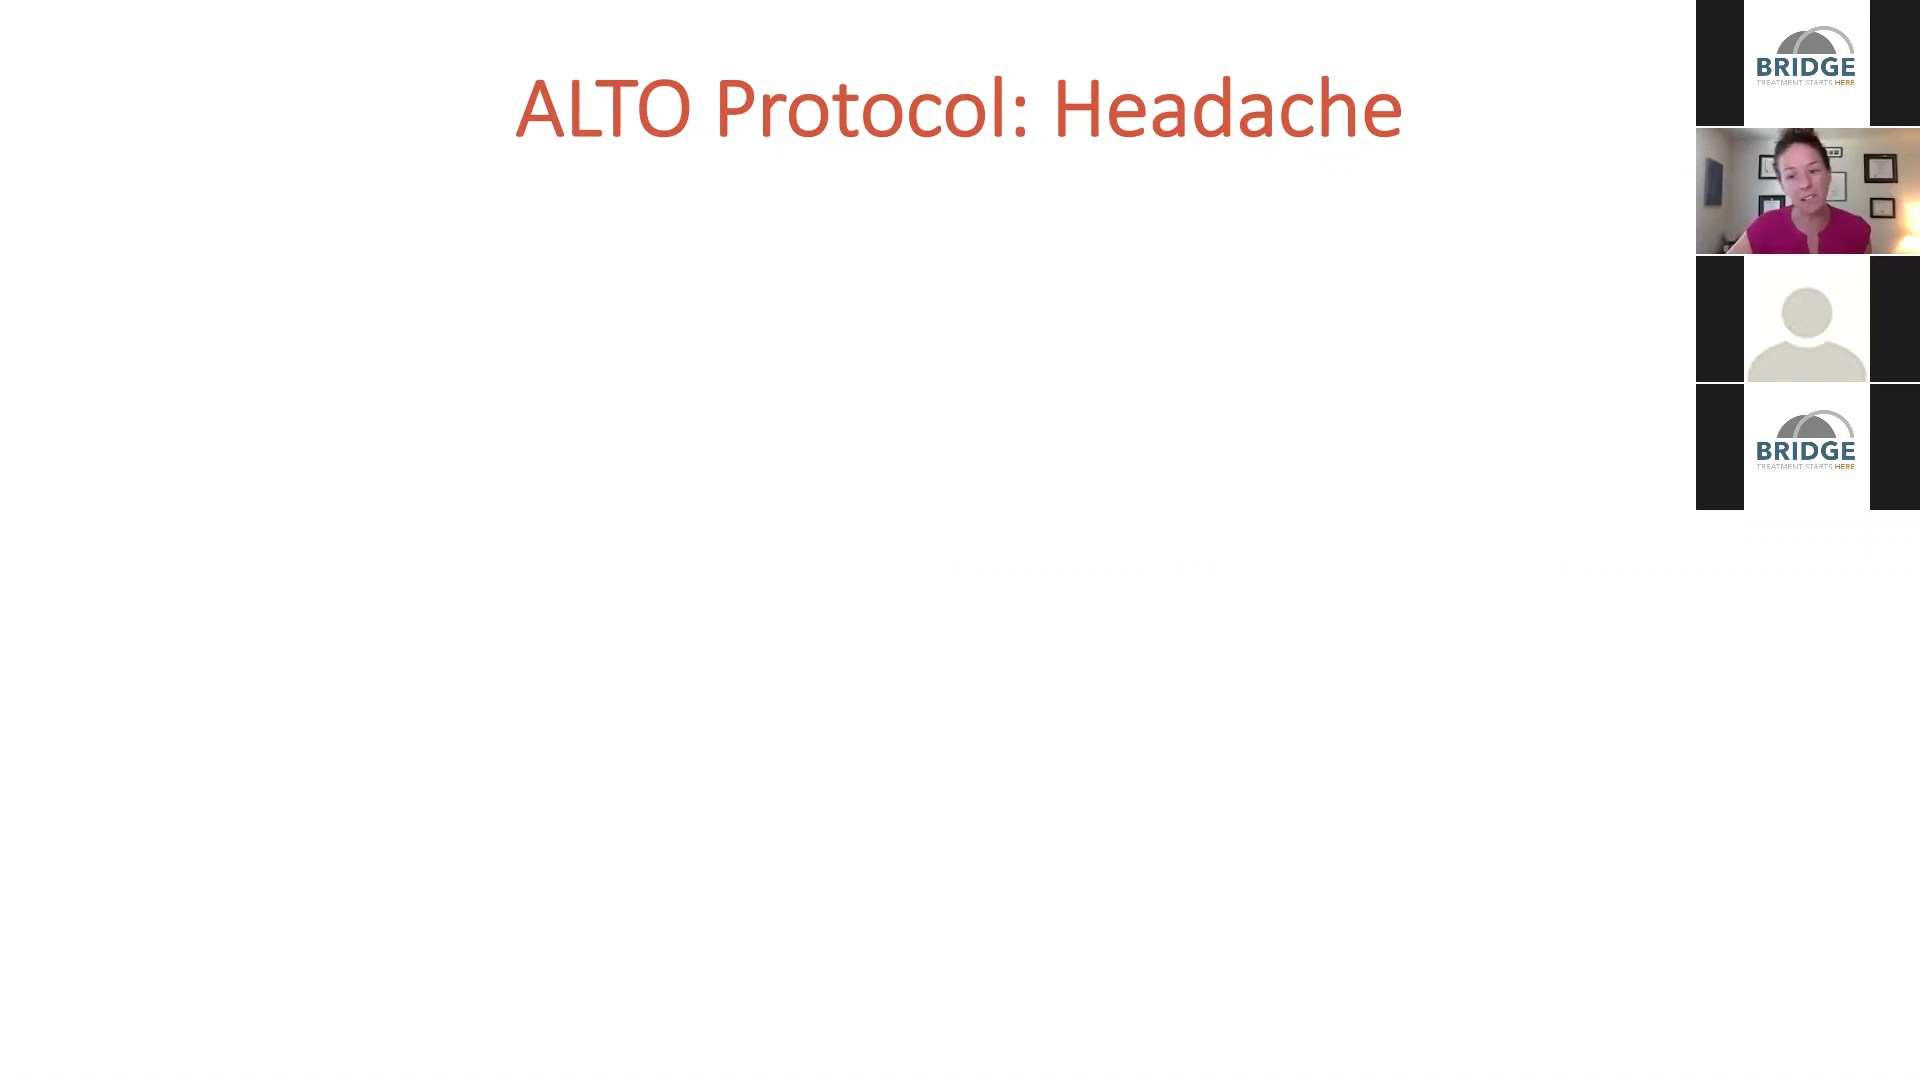 ALTO Protocol: Headache
BRIDGE
TREATMENT STARTS HERE
BRIDGE
TREATMENT STARTS HERE